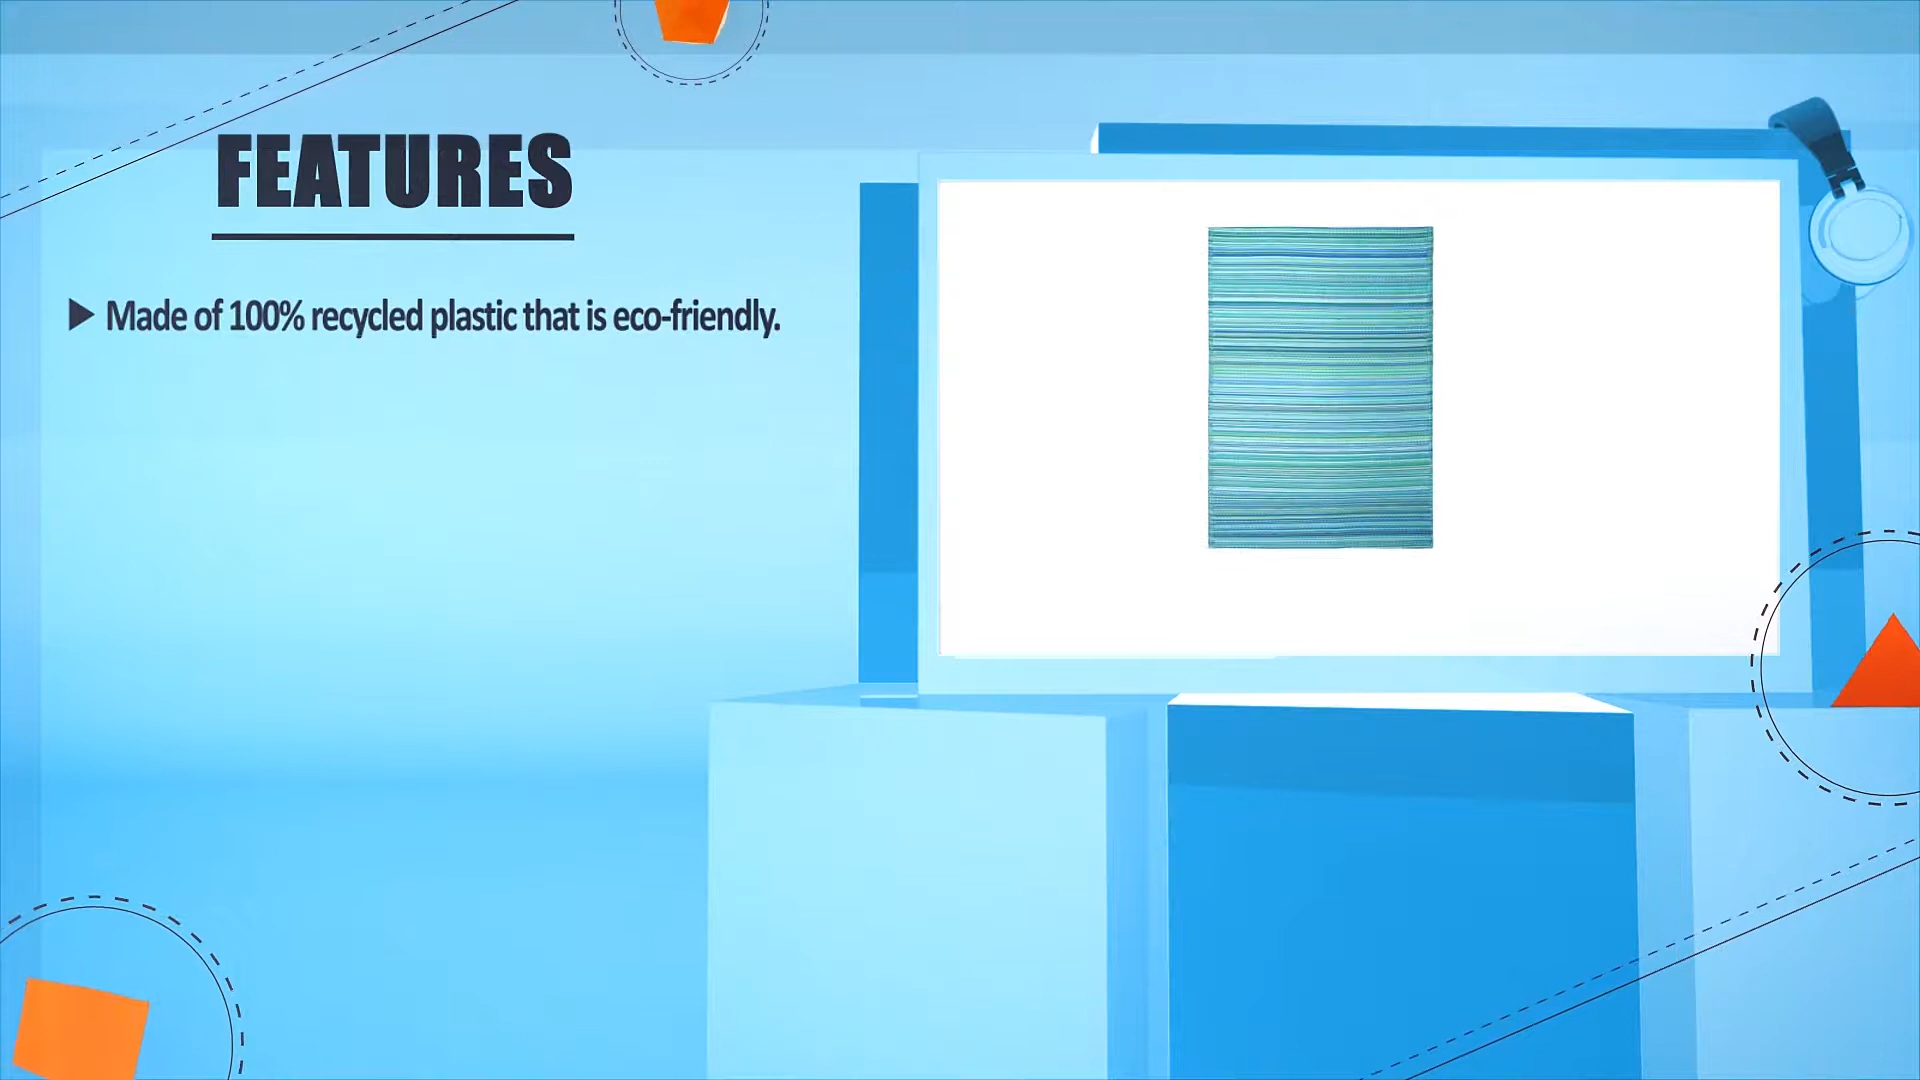 FEATURES
Made of 100% recycled plastic that is eco-friendly.